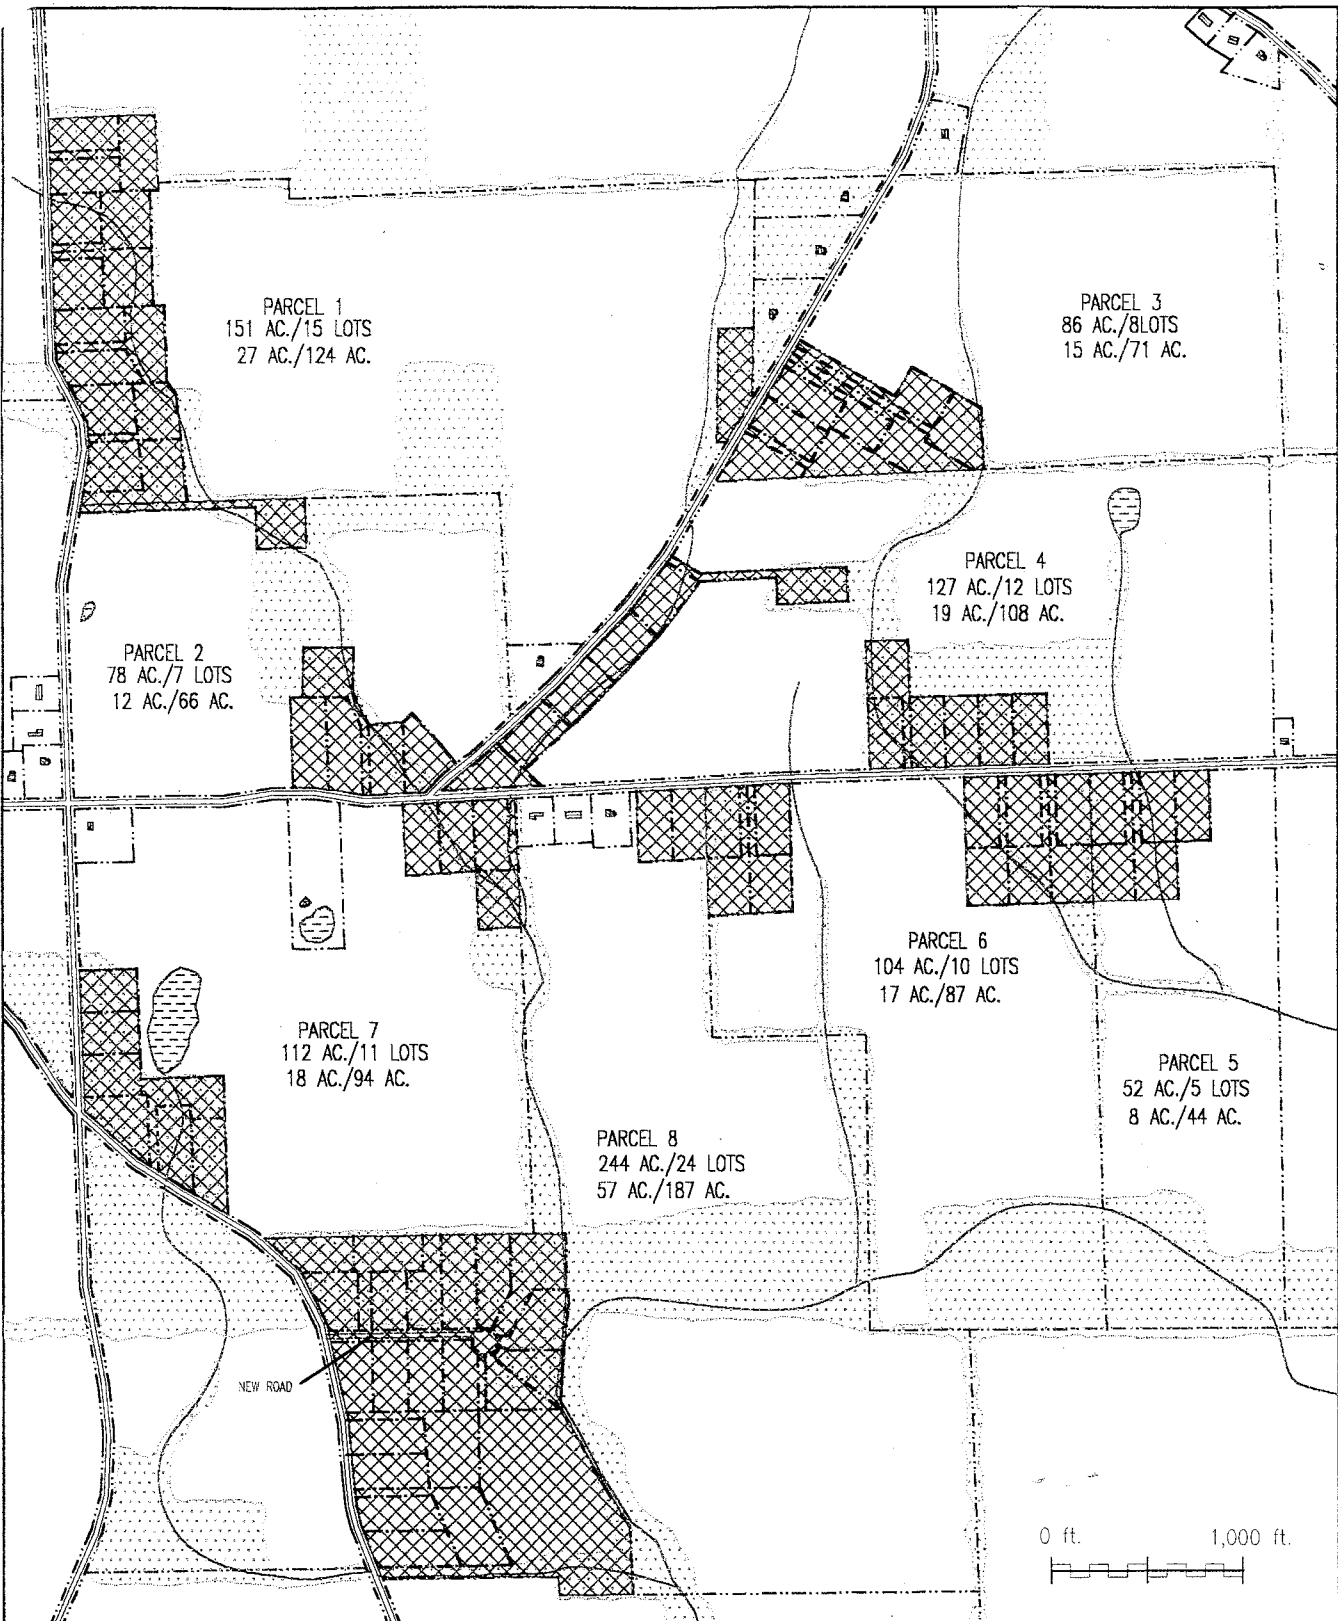 PARCEL 1
151 AC./15 LOTS
27 AC./124 AC.
PARCEL 3
86 AC./8LOTS
15 AC./71 AC.
PARCEL 4
127 AC./12 LOTS
19 AC./108 AC.
PARCEL 2
78 AC./7 LOTS
12 AC./66 AC.
PARCEL 6
104 AC./10 LOTS
17 AC./87 AC.
PARCEL 7
112 AC./11 LOTS
18 AC./94 AC.
PARCEL 5
52 AC./5 LOTS
8 AC./44 AC.
PARCEL 8
244 AC./24 LOTS
57 AC./187 AC.
NEW ROAD
0 ft. 1,000 ft.